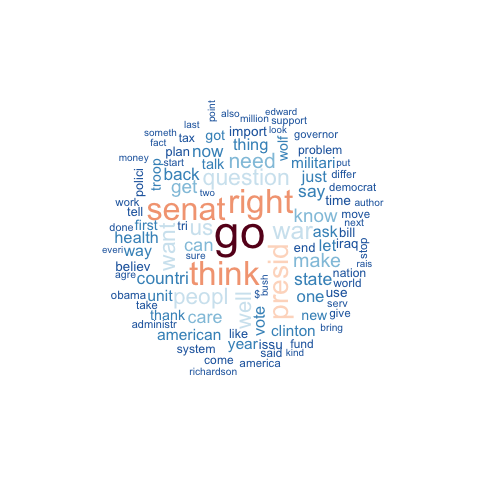 point
also
million
edward
support
last
someth
fact
tax
got
import
look
governor
money
plan
now
thing
wolf
problem
start
talk
need
militari
put
polici
troop
back
question
just
differ
work
get
two
say
democrat
tell
senat
right
time
author
done
first
tri
us
know
move
next
health
want
go
war
end
let
iraq
bill
stop
everi
way
can
sure
make
rais
believ
think
presid
bush
state
nation
world
agre
countri
obama
unit
peopl
well
$
one
use
serv
take
thank
care
vote
new
give
administr
american
like
clinton
bring
system
year
issu
fund
said
kind
come
america
richardson